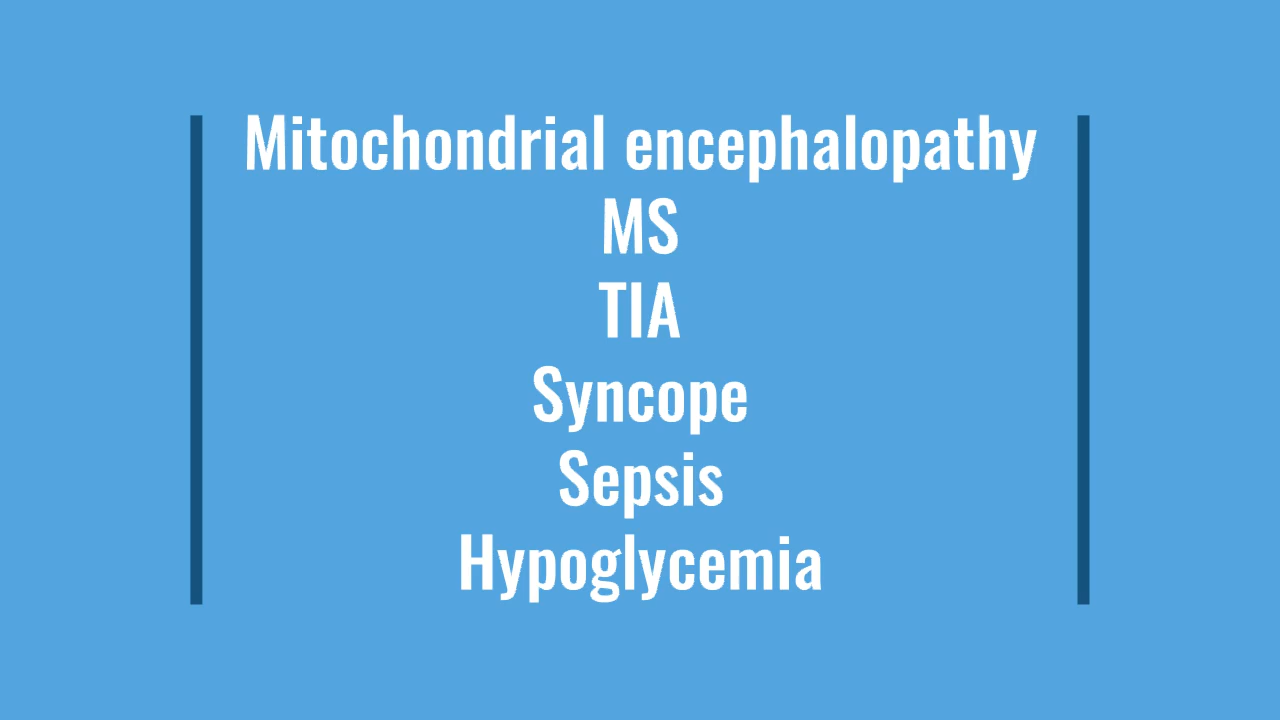 Mitochondrial encephalopathy
MS
TIA
Syncope
Sepsis
Hypoglycemia